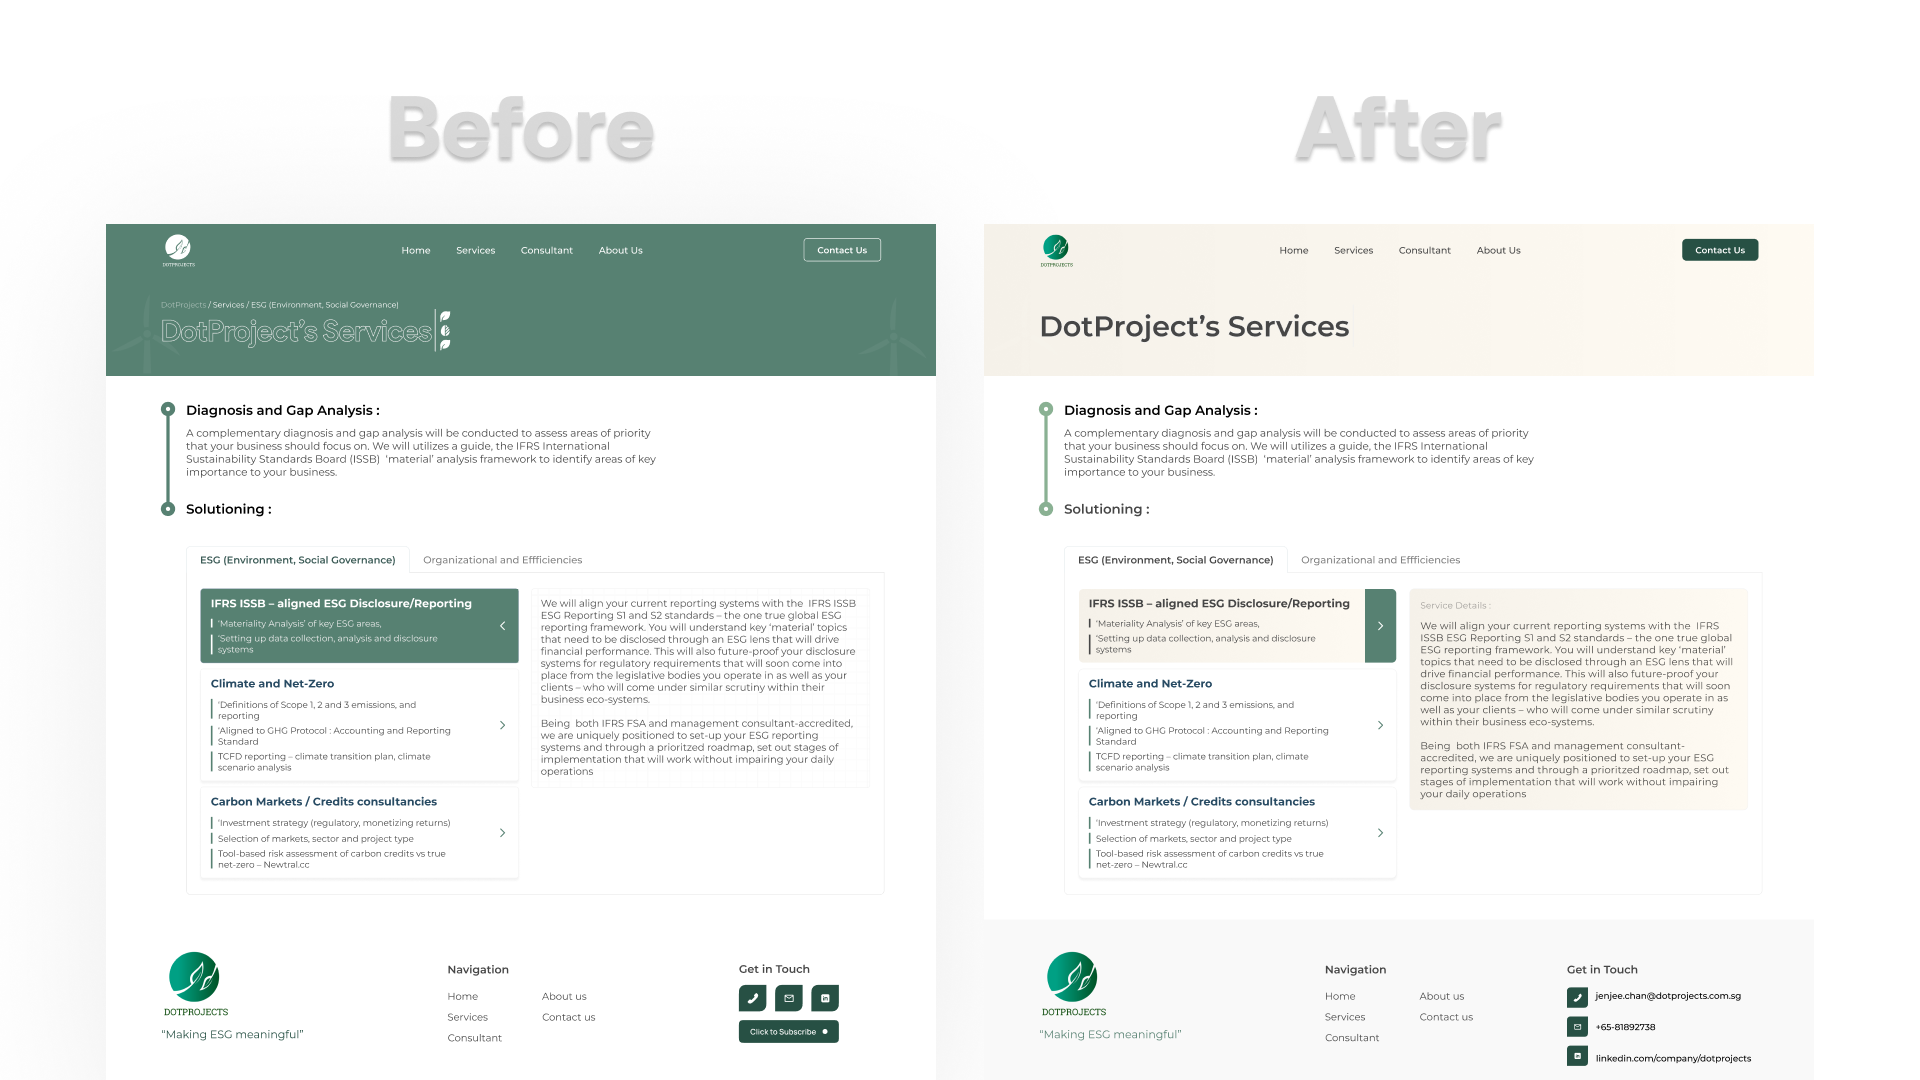 Before
After
DOTPROJECTS
Home
Services
Consultant
About Us
Contact Us
DotProjects / Services / ESG (Environment, Social Governance)
DotProject's Services
Diagnosis and Gap Analysis :
A complementary diagnosis and gap analysis will be conducted to assess areas of priority
that your business should focus on. We will utilizes a guide, the IFRS International
Sustainability Standards Board (ISSB) ‘material’ analysis framework to identify areas of key
importance to your business.
Solutioning :
ESG (Environment, Social Governance)
Organizational and Effficiencies
IFRS ISSB – aligned ESG Disclosure/Reporting
‘Materiality Analysis’ of key ESG areas,
‘Setting up data collection, analysis and disclosure
systems
Climate and Net-Zero
‘Definitions of Scope 1, 2 and 3 emissions, and
reporting
‘Aligned to GHG Protocol : Accounting and Reporting
Standard
TCFD reporting – climate transition plan, climate
scenario analysis
Carbon Markets / Credits consultancies
‘Investment strategy (regulatory, monetizing returns)
Selection of markets, sector and project type
Tool-based risk assessment of carbon credits vs true
net-zero – Newtral.cc
We will align your current reporting systems with the IFRS ISSB
ESG Reporting S1 and S2 standards – the one true global ESG
reporting framework. You will understand key ‘material’ topics
that need to be disclosed through an ESG lens that will drive
financial performance. This will also future-proof your disclosure
systems for regulatory requirements that will soon come into
place from the legislative bodies you operate in as well as your
clients – who will come under similar scrutiny within their
business eco-systems.
Being both IFRS FSA and management consultant-accredited,
we are uniquely positioned to set-up your ESG reporting
systems and through a prioritzed roadmap, set out stages of
implementation that will work without impairing your daily
operations
DOTPROJECTS
“Making ESG meaningful”
Navigation
Home
Services
Consultant
About us
Contact us
Get in Touch
Click to Subscribe
DOTPROJECTS
Home
Services
Consultant
About Us
Contact Us
DotProject’s Services
Diagnosis and Gap Analysis :
A complementary diagnosis and gap analysis will be conducted to assess areas of priority
that your business should focus on. We will utilizes a guide, the IFRS International
Sustainability Standards Board (ISSB) ‘material’ analysis framework to identify areas of key
importance to your business.
Solutioning :
ESG (Environment, Social Governance)
Organizational and Effficiencies
IFRS ISSB – aligned ESG Disclosure/Reporting
‘Materiality Analysis’ of key ESG areas,
‘Setting up data collection, analysis and disclosure
systems
Climate and Net-Zero
‘Definitions of Scope 1, 2 and 3 emissions, and
reporting
‘Aligned to GHG Protocol : Accounting and Reporting
Standard
TCFD reporting – climate transition plan, climate
scenario analysis
Carbon Markets / Credits consultancies
‘Investment strategy (regulatory, monetizing returns)
Selection of markets, sector and project type
Tool-based risk assessment of carbon credits vs true
net-zero – Newtral.cc
Service Details :
We will align your current reporting systems with the IFRS
ISSB ESG Reporting S1 and S2 standards – the one true global
ESG reporting framework. You will understand key ‘material’
topics that need to be disclosed through an ESG lens that will
drive financial performance. This will also future-proof your
disclosure systems for regulatory requirements that will soon
come into place from the legislative bodies you operate in as
well as your clients – who will come under similar scrutiny
within their business eco-systems.
Being both IFRS FSA and management consultant-
accredited, we are uniquely positioned to set-up your ESG
reporting systems and through a prioritzed roadmap, set out
stages of implementation that will work without impairing
your daily operations
DOTPROJECTS
“Making ESG meaningful”
Navigation
Home
Services
Consultant
About us
Contact us
Get in Touch
jenjee.chan@dotprojects.com.sg
+65-81892738
linkedin.com/company/dotprojects